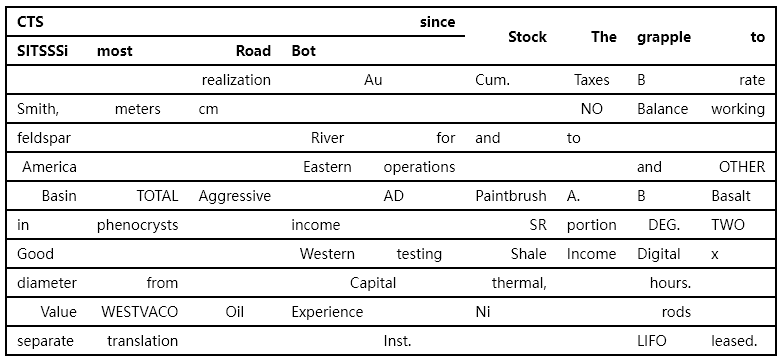 CTS since Stock The grapple to
SITSSSi most Road Bot
realization Au Cum. Taxes B rate
Smith, meters cm NO Balance working
feldspar River for and to
America Eastern operations and OTHER
Basin TOTAL Aggressive AD Paintbrush A. B Basalt
in phenocrysts income SR portion DEG. TWO
Good Western testing Shale Income Digital x
diameter from Capital thermal, hours.
Value WESTVACO Oil Experience Ni rods
separate translation Inst. LIFO leased.